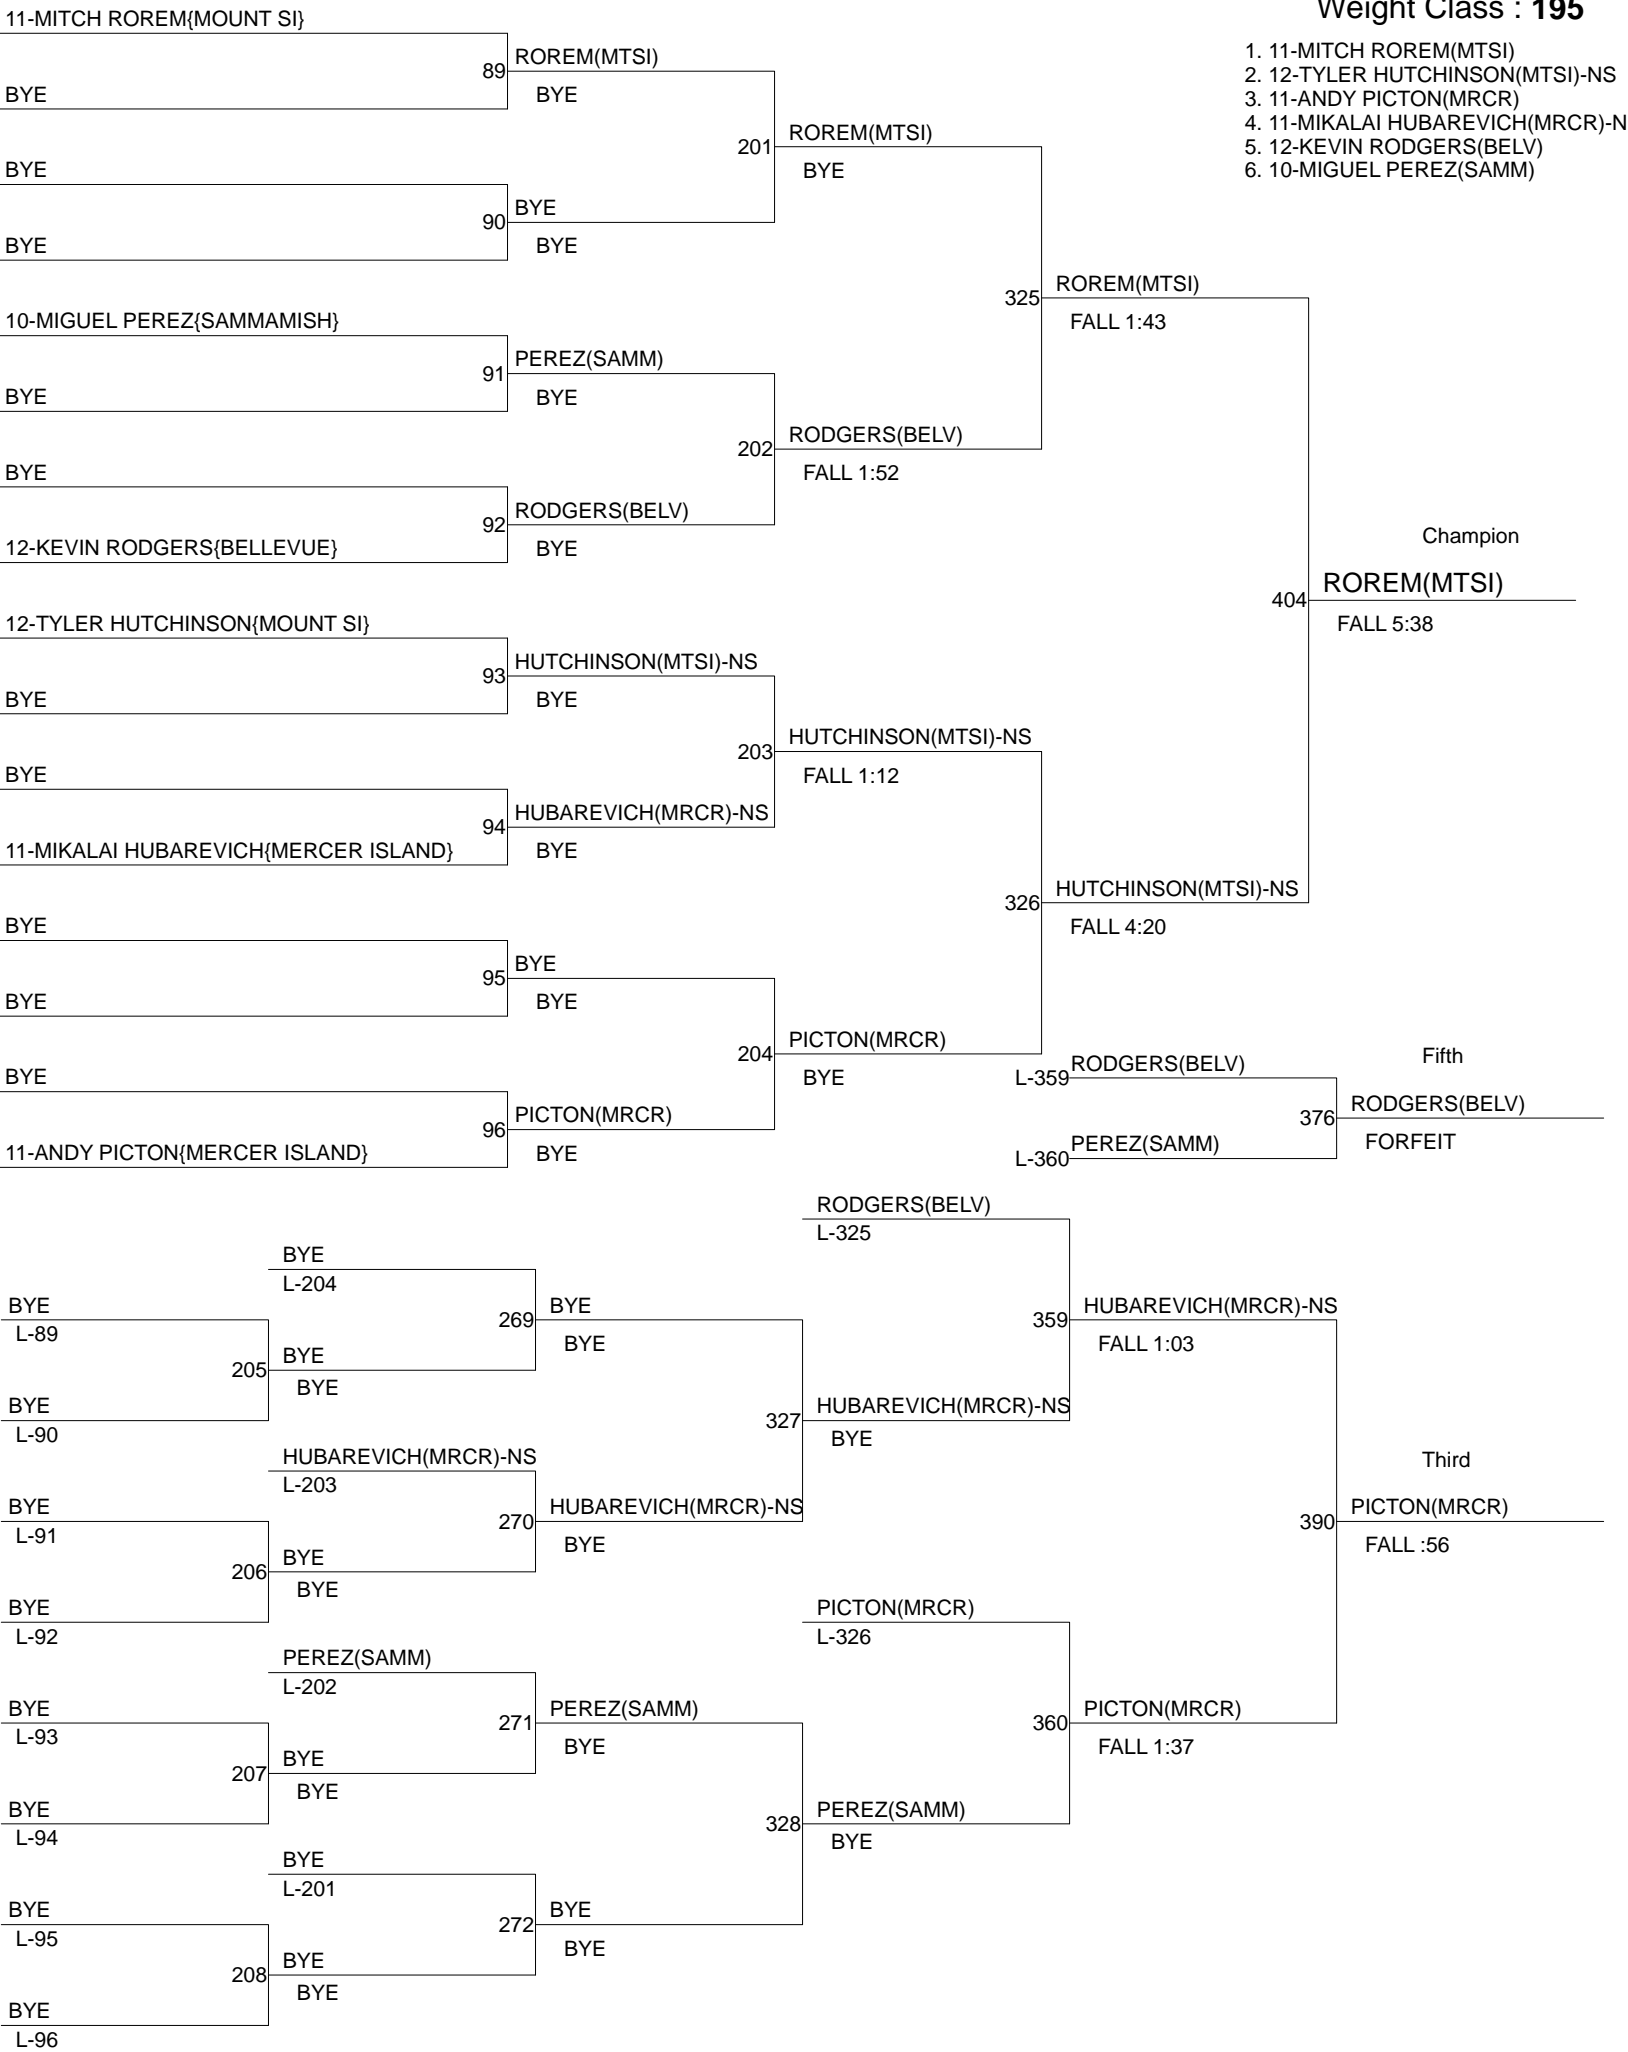 11-MITCH ROREM{MOUNT SI}
Weight Class : 195
1. 11-MITCH ROREM(MTSI)
2. 12-TYLER HUTCHINSON(MTSI)-NS
3. 11-ANDY PICTON(MRCR)
4. 11-MIKALAI HUBAREVICH(MRCR)-N
5. 12-KEVIN RODGERS(BELV)
6. 10-MIGUEL PEREZ(SAMM)
89
ROREM(MTSI)
BYE
BYE
201
ROREM(MTSI)
BYE
BYE
90
BYE
BYE
BYE
325
ROREM(MTSI)
FALL 1:43
10-MIGUEL PEREZ{SAMMAMISH}
91
PEREZ(SAMM)
BYE
BYE
202
RODGERS(BELV)
FALL 1:52
BYE
92
RODGERS(BELV)
BYE
12-KEVIN RODGERS{BELLEVUE}
Champion
404
ROREM(MTSI)
FALL 5:38
12-TYLER HUTCHINSON{MOUNT SI}
93
HUTCHINSON(MTSI)-NS
BYE
BYE
203
HUTCHINSON(MTSI)-NS
FALL 1:12
BYE
94
HUBAREVICH(MRCR)-NS
BYE
11-MIKALAI HUBAREVICH{MERCER ISLAND}
326
HUTCHINSON(MTSI)-NS
FALL 4:20
BYE
95
BYE
BYE
BYE
204
PICTON(MRCR)
BYE
BYE
96
PICTON(MRCR)
BYE
11-ANDY PICTON{MERCER ISLAND}
Fifth
L-359
RODGERS(BELV)
376
RODGERS(BELV)
FORFEIT
L-360
PEREZ(SAMM)
RODGERS(BELV)
L-325
BYE
L-204
BYE
L-89
269
BYE
BYE
359
HUBAREVICH(MRCR)-NS
FALL 1:03
205
BYE
BYE
BYE
L-90
327
HUBAREVICH(MRCR)-NS
BYE
HUBAREVICH(MRCR)-NS
L-203
Third
BYE
L-91
270
HUBAREVICH(MRCR)-NS
BYE
390
PICTON(MRCR)
FALL :56
206
BYE
BYE
BYE
L-92
PICTON(MRCR)
L-326
PEREZ(SAMM)
L-202
BYE
L-93
271
PEREZ(SAMM)
BYE
360
PICTON(MRCR)
FALL 1:37
207
BYE
BYE
BYE
L-94
328
PEREZ(SAMM)
BYE
BYE
L-201
BYE
L-95
272
BYE
BYE
208
BYE
BYE
BYE
L-96